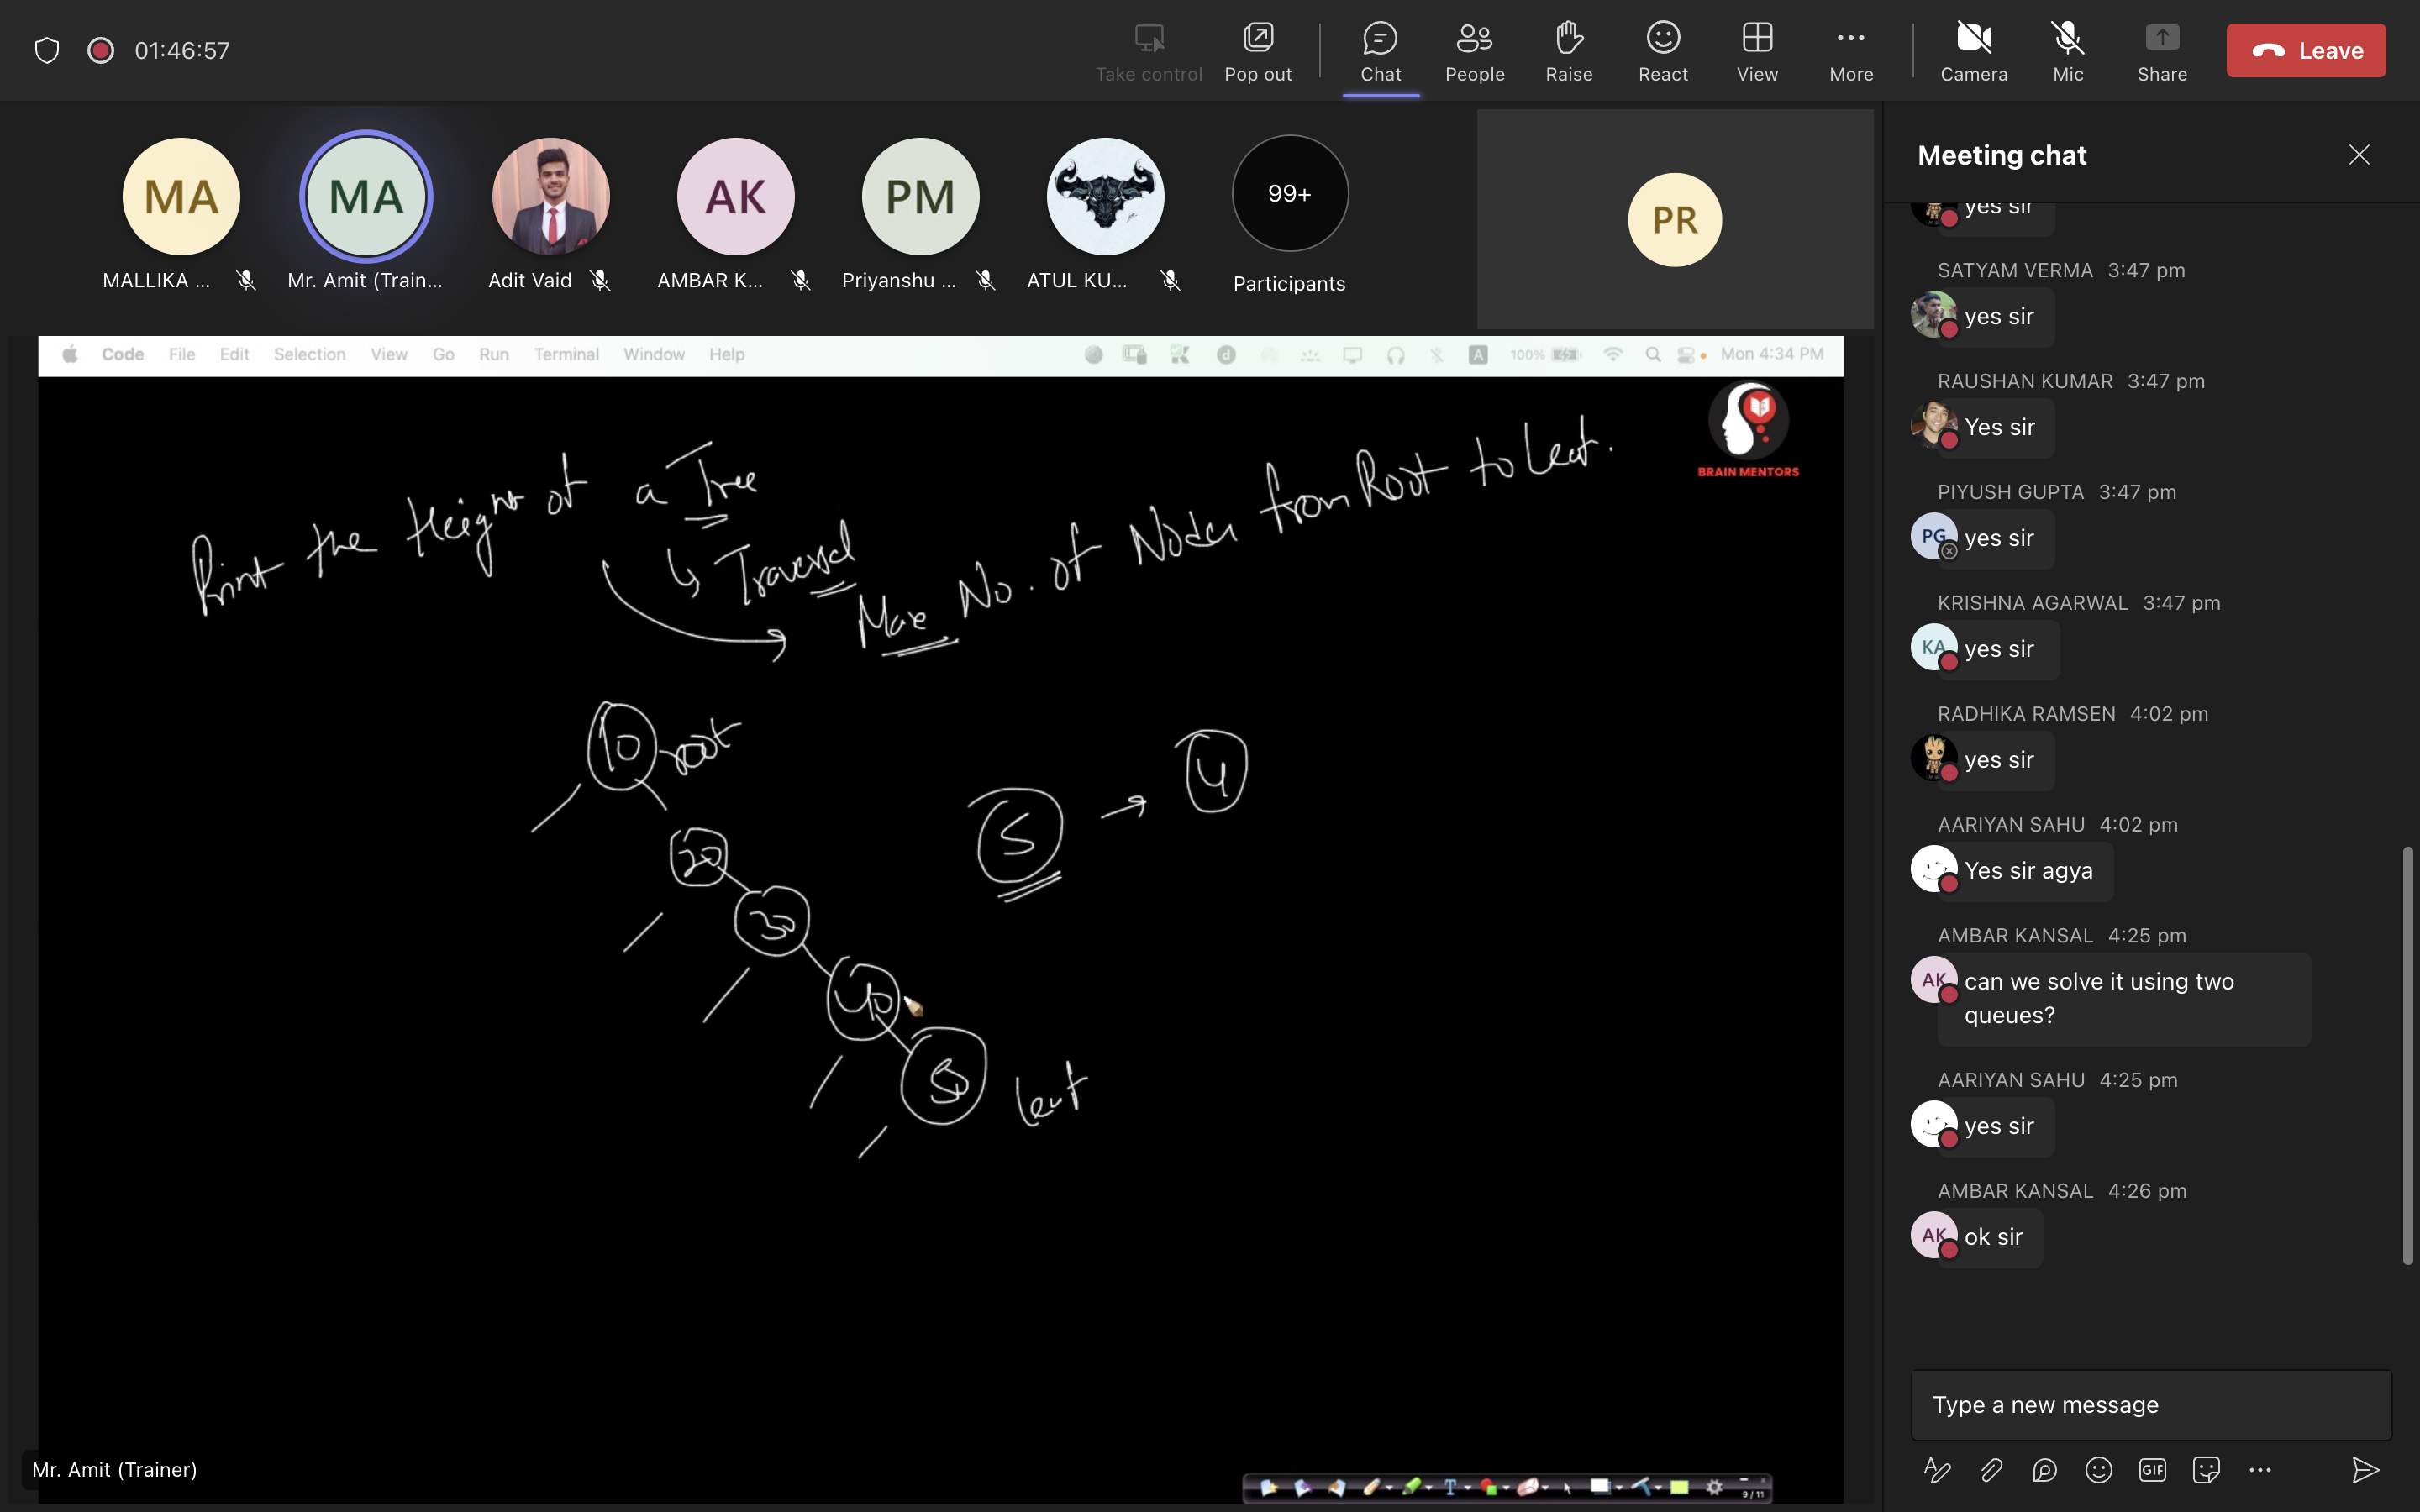 01:46:57
Take control
Pop out
Chat
People
Raise
React
View
More
Camera
Mic
Share
Leave
MA
MA
AK
PM
99+
PR
MALLIKA ...
Mr. Amit (Train...
Adit Vaid
AMBAR K...
Priyanshu ...
ATUL KU...
Participants
Code File Edit Selection View Go Run Terminal Window Help
A 100% Mon 4:34 PM
BRAIN MENTORS
Print the Height of a Tree
↳ Traversal
Max No. of Nodes from Root to Leaf.
10 root
20
30
40
50 leaf
5 → 4
Mr. Amit (Trainer)
9 / 11
Meeting chat
yes sir
SATYAM VERMA 3:47 pm
yes sir
RAUSHAN KUMAR 3:47 pm
Yes sir
PIYUSH GUPTA 3:47 pm
PG
yes sir
KRISHNA AGARWAL 3:47 pm
KA
yes sir
RADHIKA RAMSEN 4:02 pm
yes sir
AARIYAN SAHU 4:02 pm
Yes sir agya
AMBAR KANSAL 4:25 pm
AK
can we solve it using two
queues?
AARIYAN SAHU 4:25 pm
yes sir
AMBAR KANSAL 4:26 pm
AK
ok sir
Type a new message
GIF